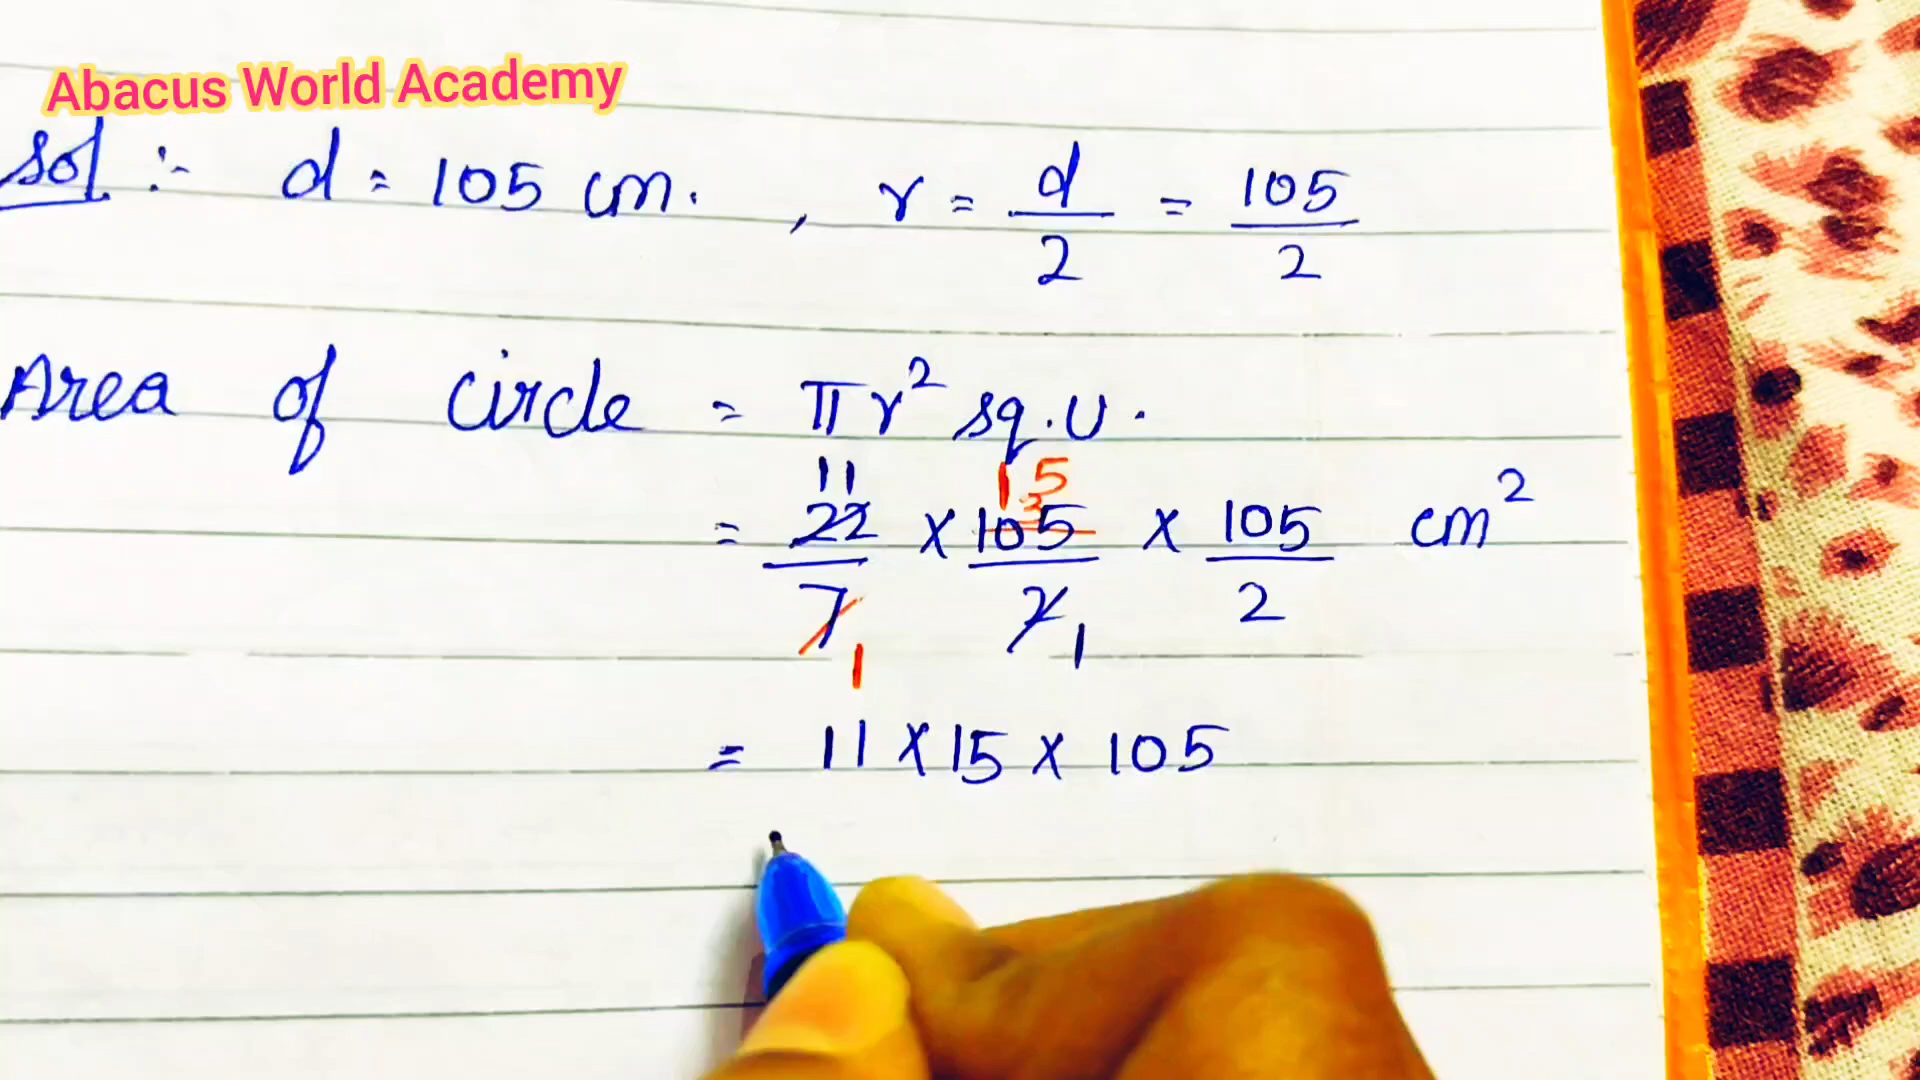 Abacus World Academy
Sol :- d = 105 cm. , r = d/2 = 105/2
Area of circle = πr² sq.u.
11 15
= 22/7 × 105/2 × 105/2 cm²
1 1
= 11 × 15 × 105